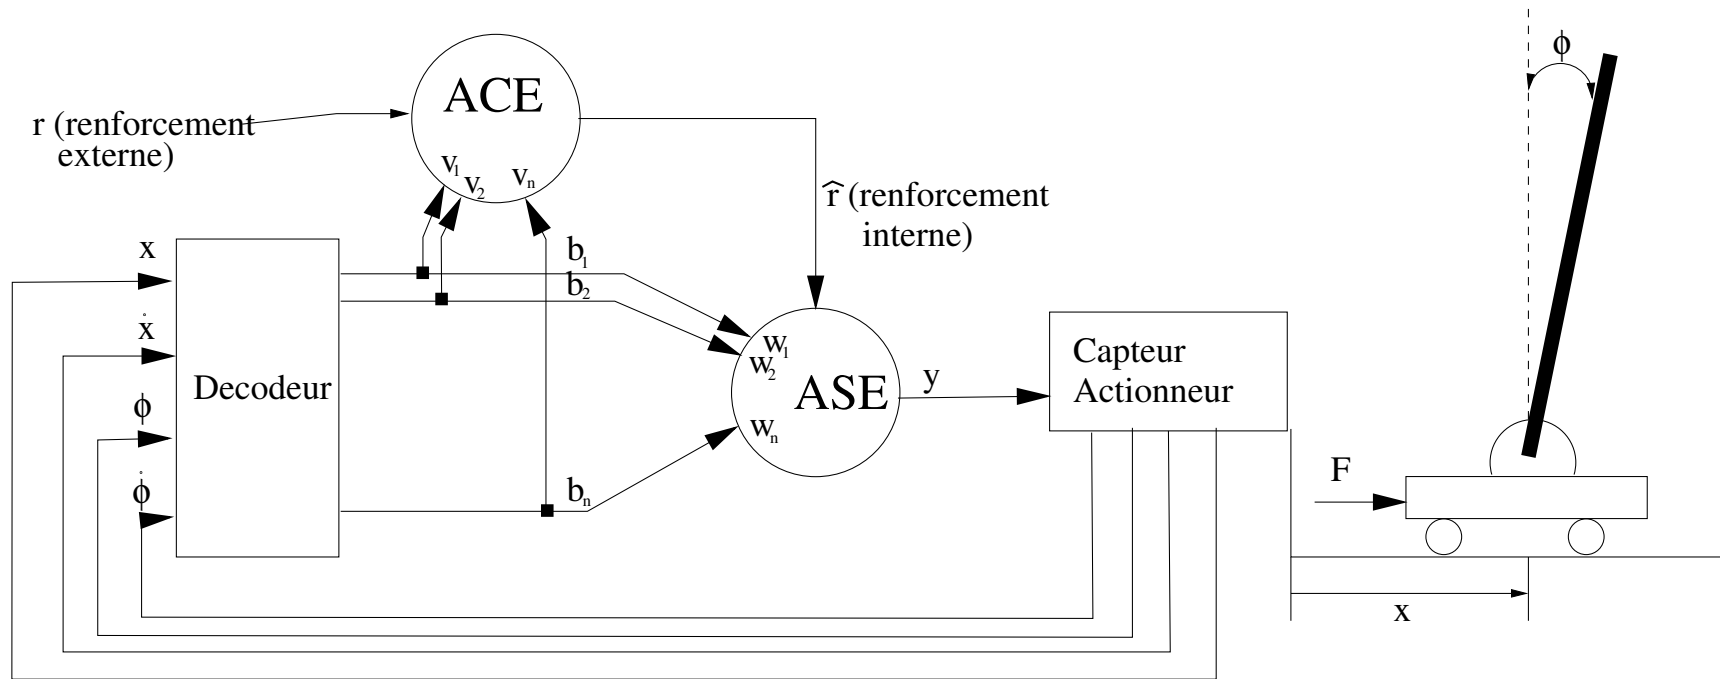 ϕ
ACE
r (renforcement
externe)
v₁
v₂
vₙ
r̂ (renforcement
interne)
x
b₁
b₂
ẋ
Decodeur
w₁
w₂
ASE
wₙ
y
Capteur
Actionneur
ϕ
ϕ̇
bₙ
F
x